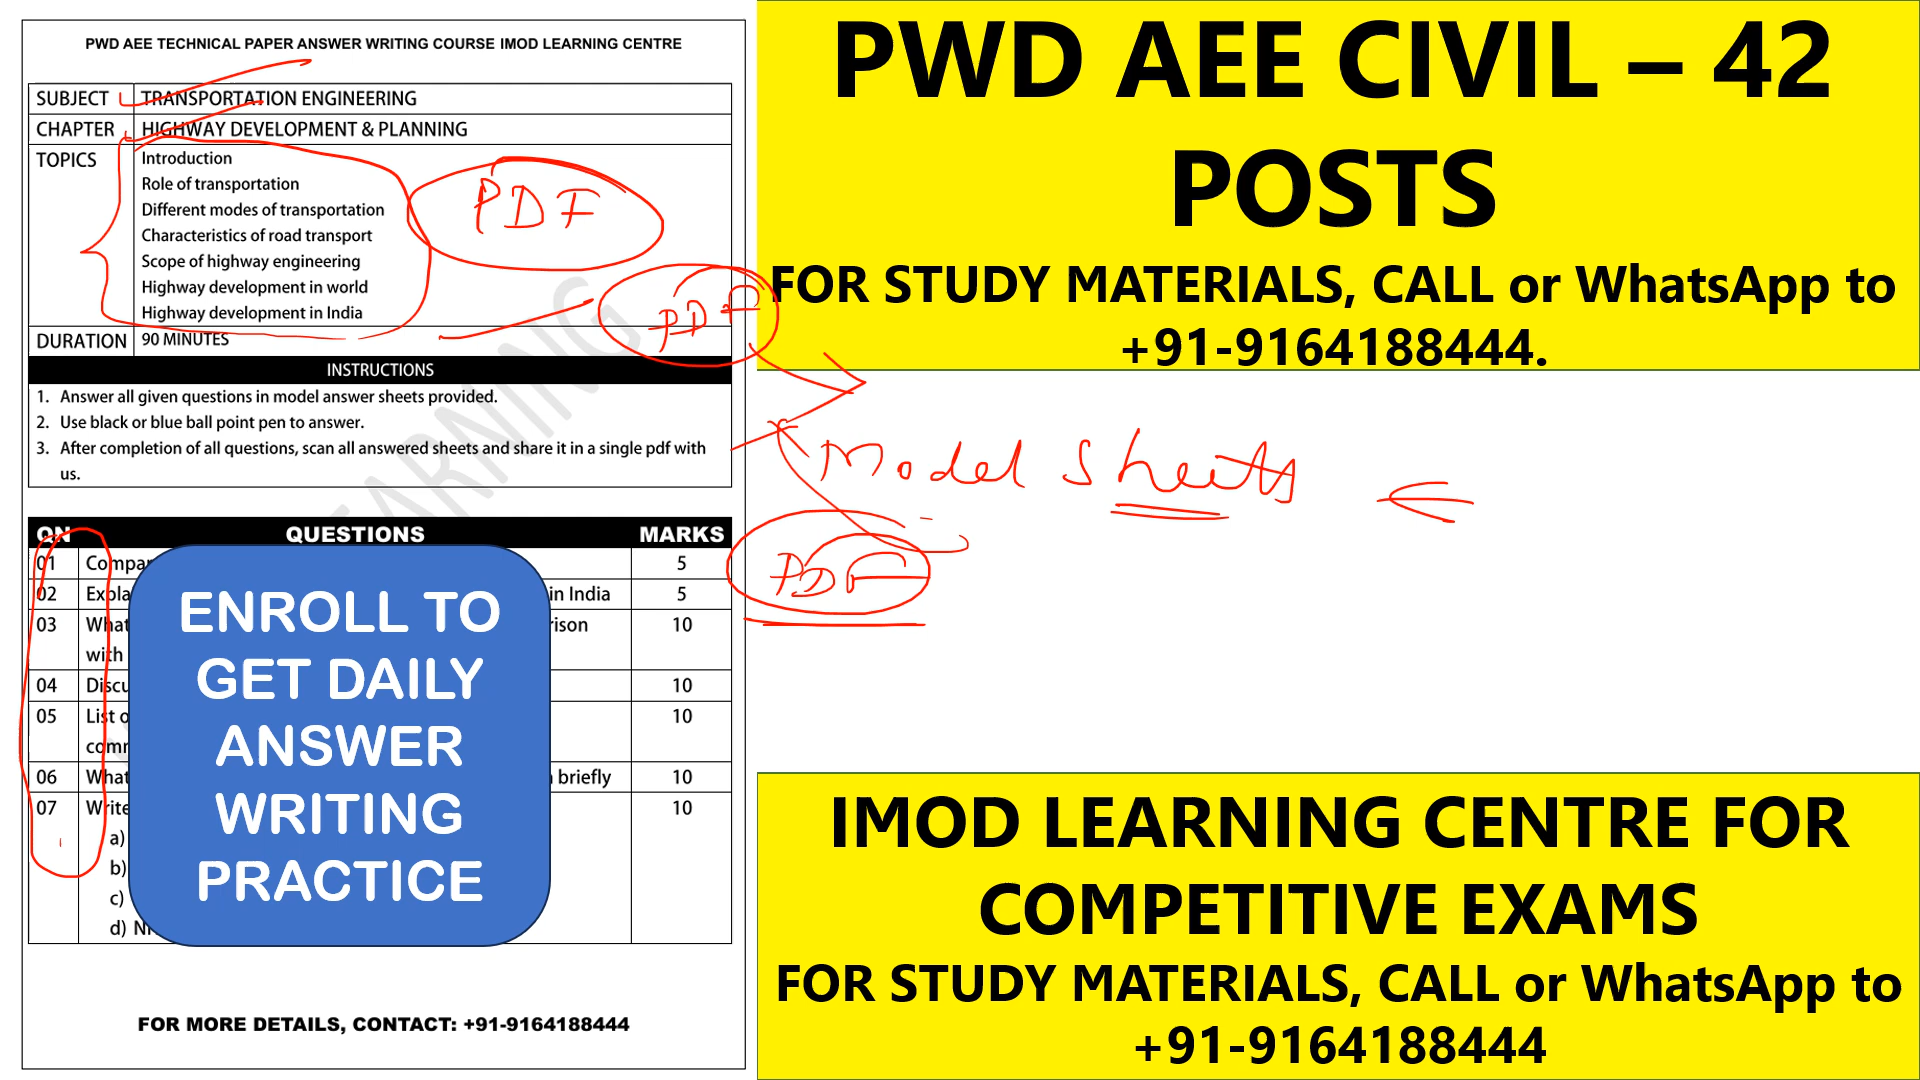 PWD AEE TECHNICAL PAPER ANSWER WRITING COURSE IMOD LEARNING CENTRE
SUBJECT TRANSPORTATION ENGINEERING
CHAPTER HIGHWAY DEVELOPMENT & PLANNING
TOPICS Introduction
Role of transportation
Different modes of transportation
Characteristics of road transport
Scope of highway engineering
Highway development in world
Highway development in India
DURATION 90 MINUTES
INSTRUCTIONS
1. Answer all given questions in model answer sheets provided.
2. Use black or blue ball point pen to answer.
3. After completion of all questions, scan all answered sheets and share it in a single pdf with
us.
QN QUESTIONS MARKS
01 5
02 in India 5
03 What 10
with
04 10
05 List 10
06 What briefly 10
07 Write 10
a)
b)
c)
d)
ENROLL TO
GET DAILY
ANSWER
WRITING
PRACTICE
FOR MORE DETAILS, CONTACT: +91-9164188444
PDF
PDF
Model Sheets
PDF
PWD AEE CIVIL – 42
POSTS
FOR STUDY MATERIALS, CALL or WhatsApp to
+91-9164188444.
IMOD LEARNING CENTRE FOR
COMPETITIVE EXAMS
FOR STUDY MATERIALS, CALL or WhatsApp to
+91-9164188444